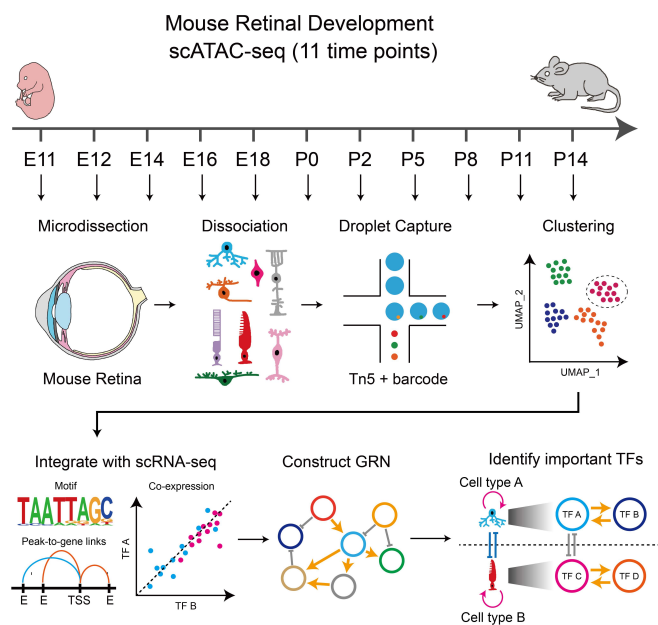 Mouse Retinal Development
scATAC-seq (11 time points)
E11 E12 E14 E16 E18 P0 P2 P5 P8 P11 P14
Microdissection Dissociation Droplet Capture Clustering
UMAP_2
UMAP_1
Mouse Retina Tn5 + barcode
Integrate with scRNA-seq Construct GRN Identify important TFs
Motif
TAATTAGC
Peak-to-gene links
E E TSS E
Co-expression
TF A
TF B
Cell type A
TF A TF B
TF C TF D
Cell type B